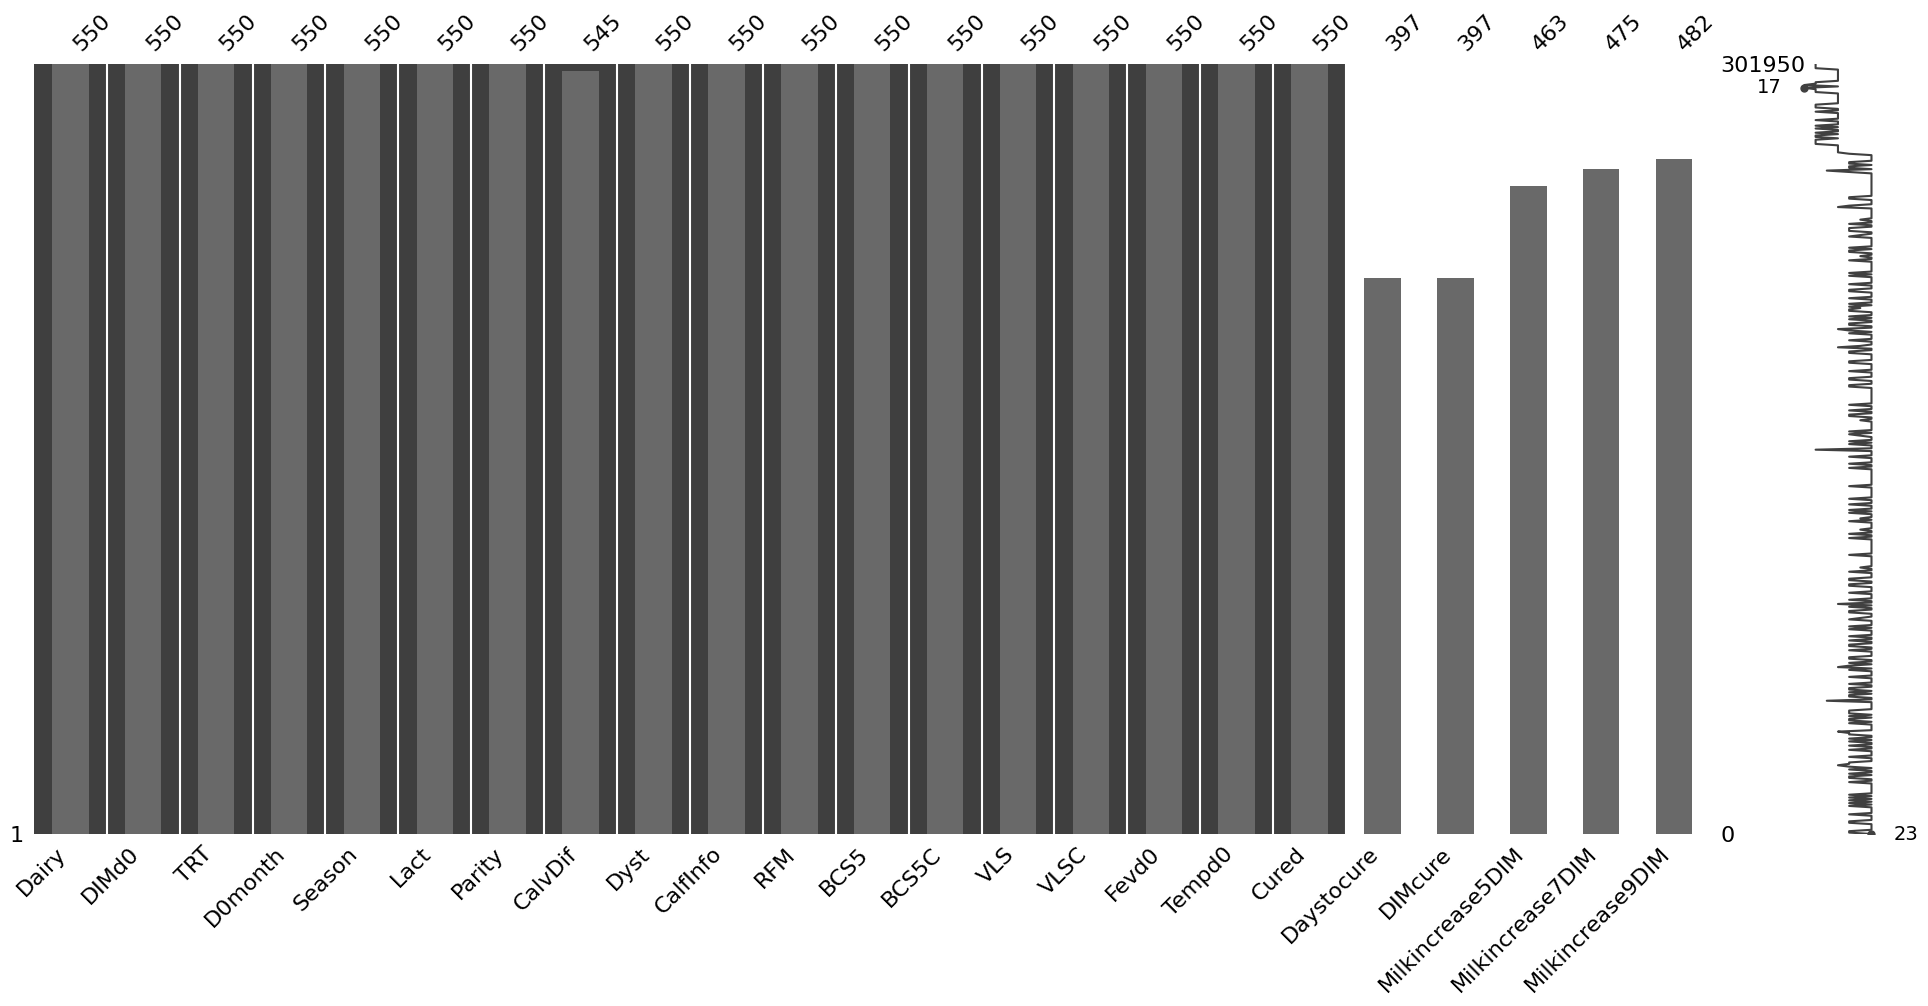 550 550 550 550 550 550 550 545 550 550 550 550 550 550 550 550 550 550 397 397 463 475 482
301950
17
1
0
23
Dairy
DIMd0
TRT
D0month
Season
Lact
Parity
CalvDif
Dyst
CalfInfo
RFM
BCS5
BCS5C
VLS
VLSC
Fevd0
Tempd0
Cured
Daystocure
DIMcure
Milkincrease5DIM
Milkincrease7DIM
Milkincrease9DIM